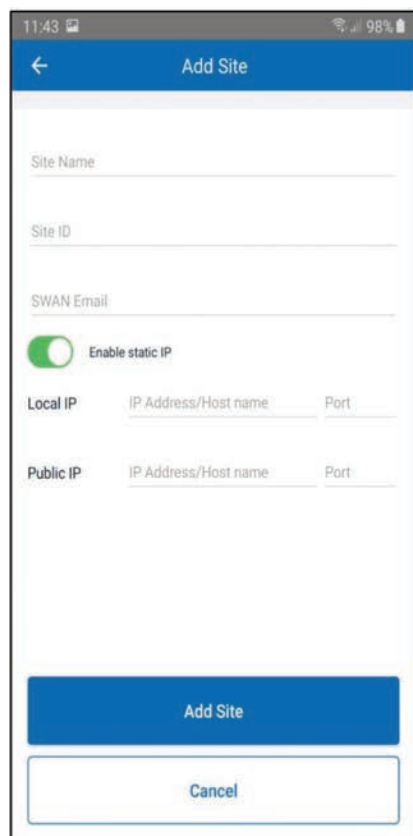 11:43 98%
Add Site
Site Name
Site ID
SWAN Email
Enable static IP
Local IP IP Address/Host name Port
Public IP IP Address/Host name Port
Add Site
Cancel